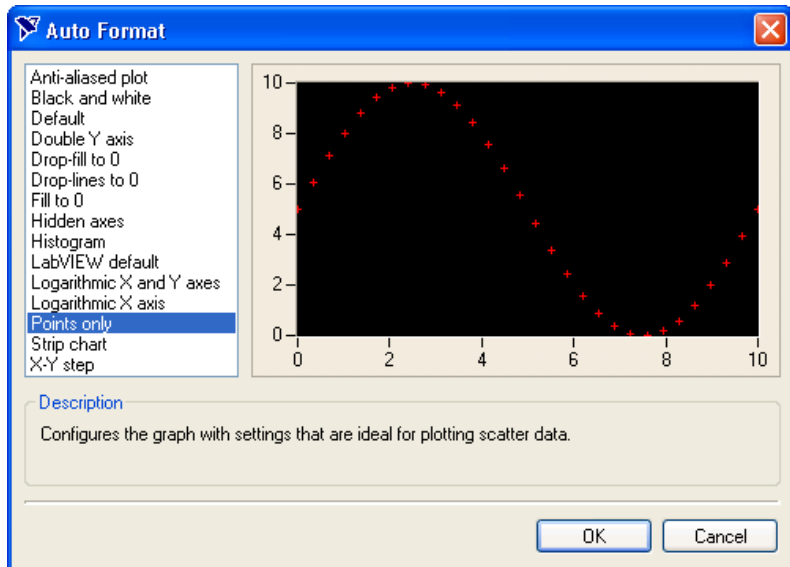 Auto Format
Anti-aliased plot
Black and white
Default
Double Y axis
Drop-fill to 0
Drop-lines to 0
Fill to 0
Hidden axes
Histogram
LabVIEW default
Logarithmic X and Y axes
Logarithmic X axis
Points only
Strip chart
X-Y step
10
8
6
4
2
0
0 2 4 6 8 10
Description
Configures the graph with settings that are ideal for plotting scatter data.
OK Cancel